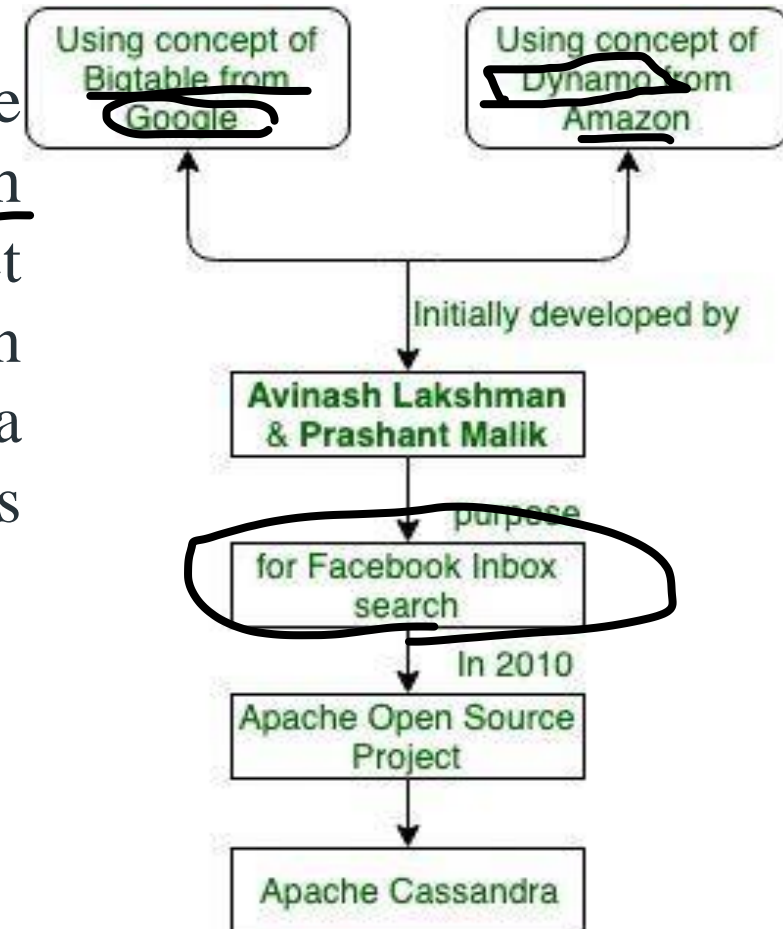 e
n
t
n
a
s
Using concept of
Bigtable from
Google
Using concept of
Dynamo from
Amazon
Initially developed by
Avinash Lakshman
& Prashant Malik
purpose
for Facebook Inbox
search
In 2010
Apache Open Source
Project
Apache Cassandra